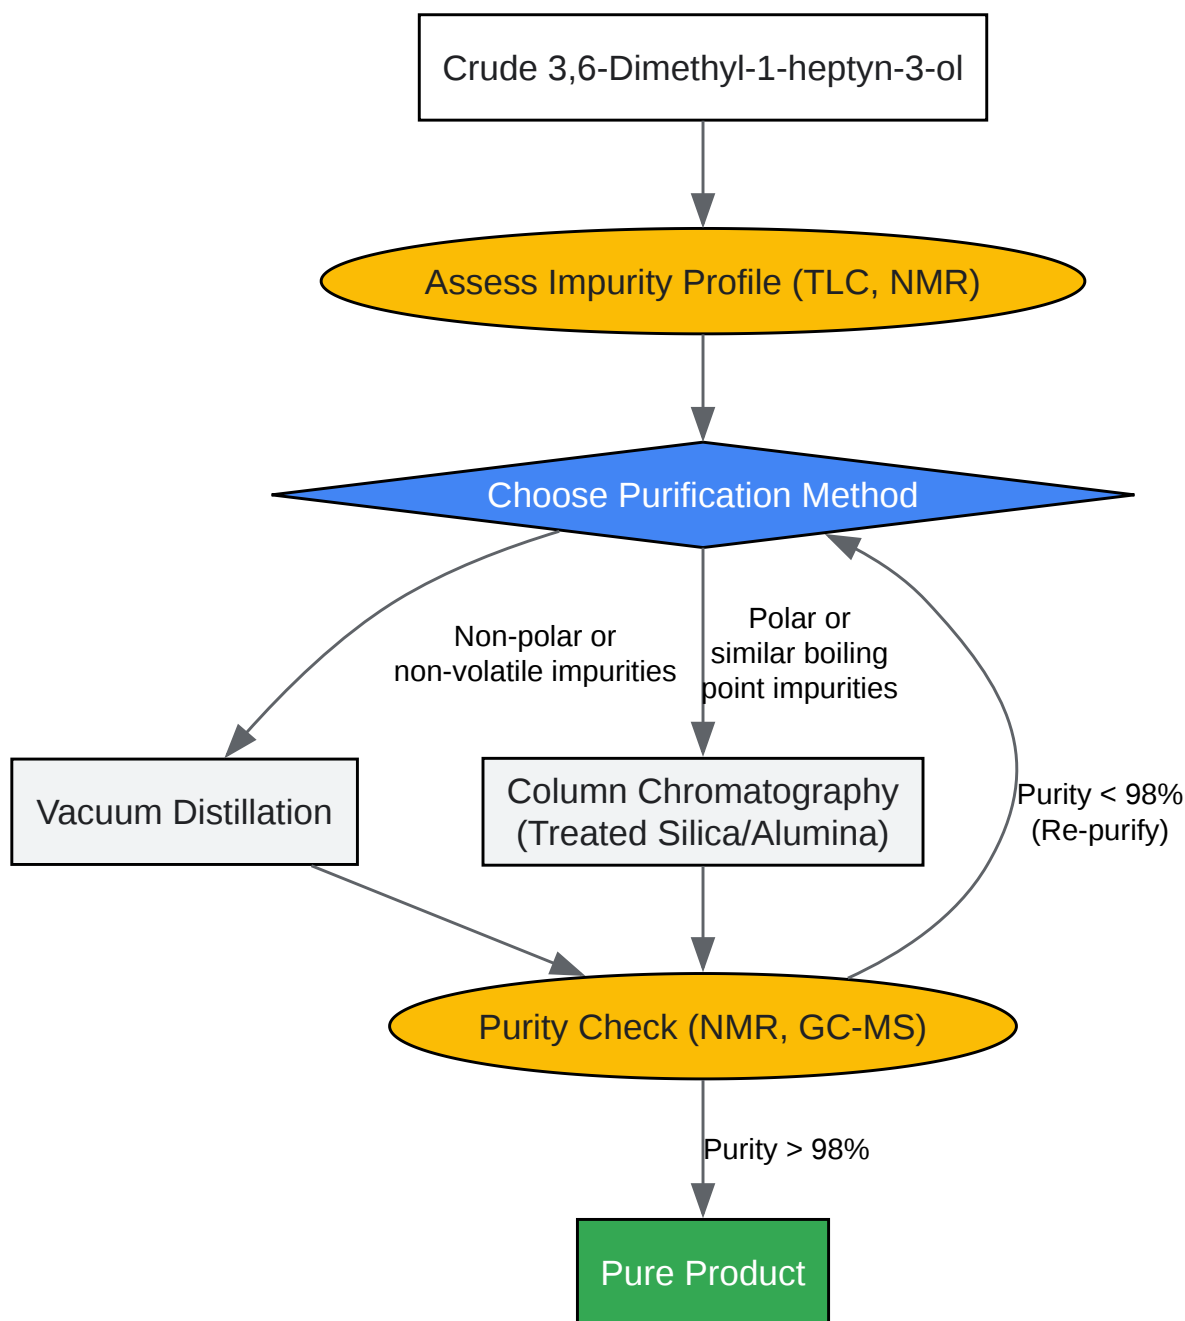 Crude 3,6-Dimethyl-1-heptyn-3-ol
Assess Impurity Profile (TLC, NMR)
Choose Purification Method
Non-polar or
non-volatile impurities
Polar or
similar boiling
point impurities
Vacuum Distillation
Column Chromatography
(Treated Silica/Alumina)
Purity < 98%
(Re-purify)
Purity Check (NMR, GC-MS)
Purity > 98%
Pure Product